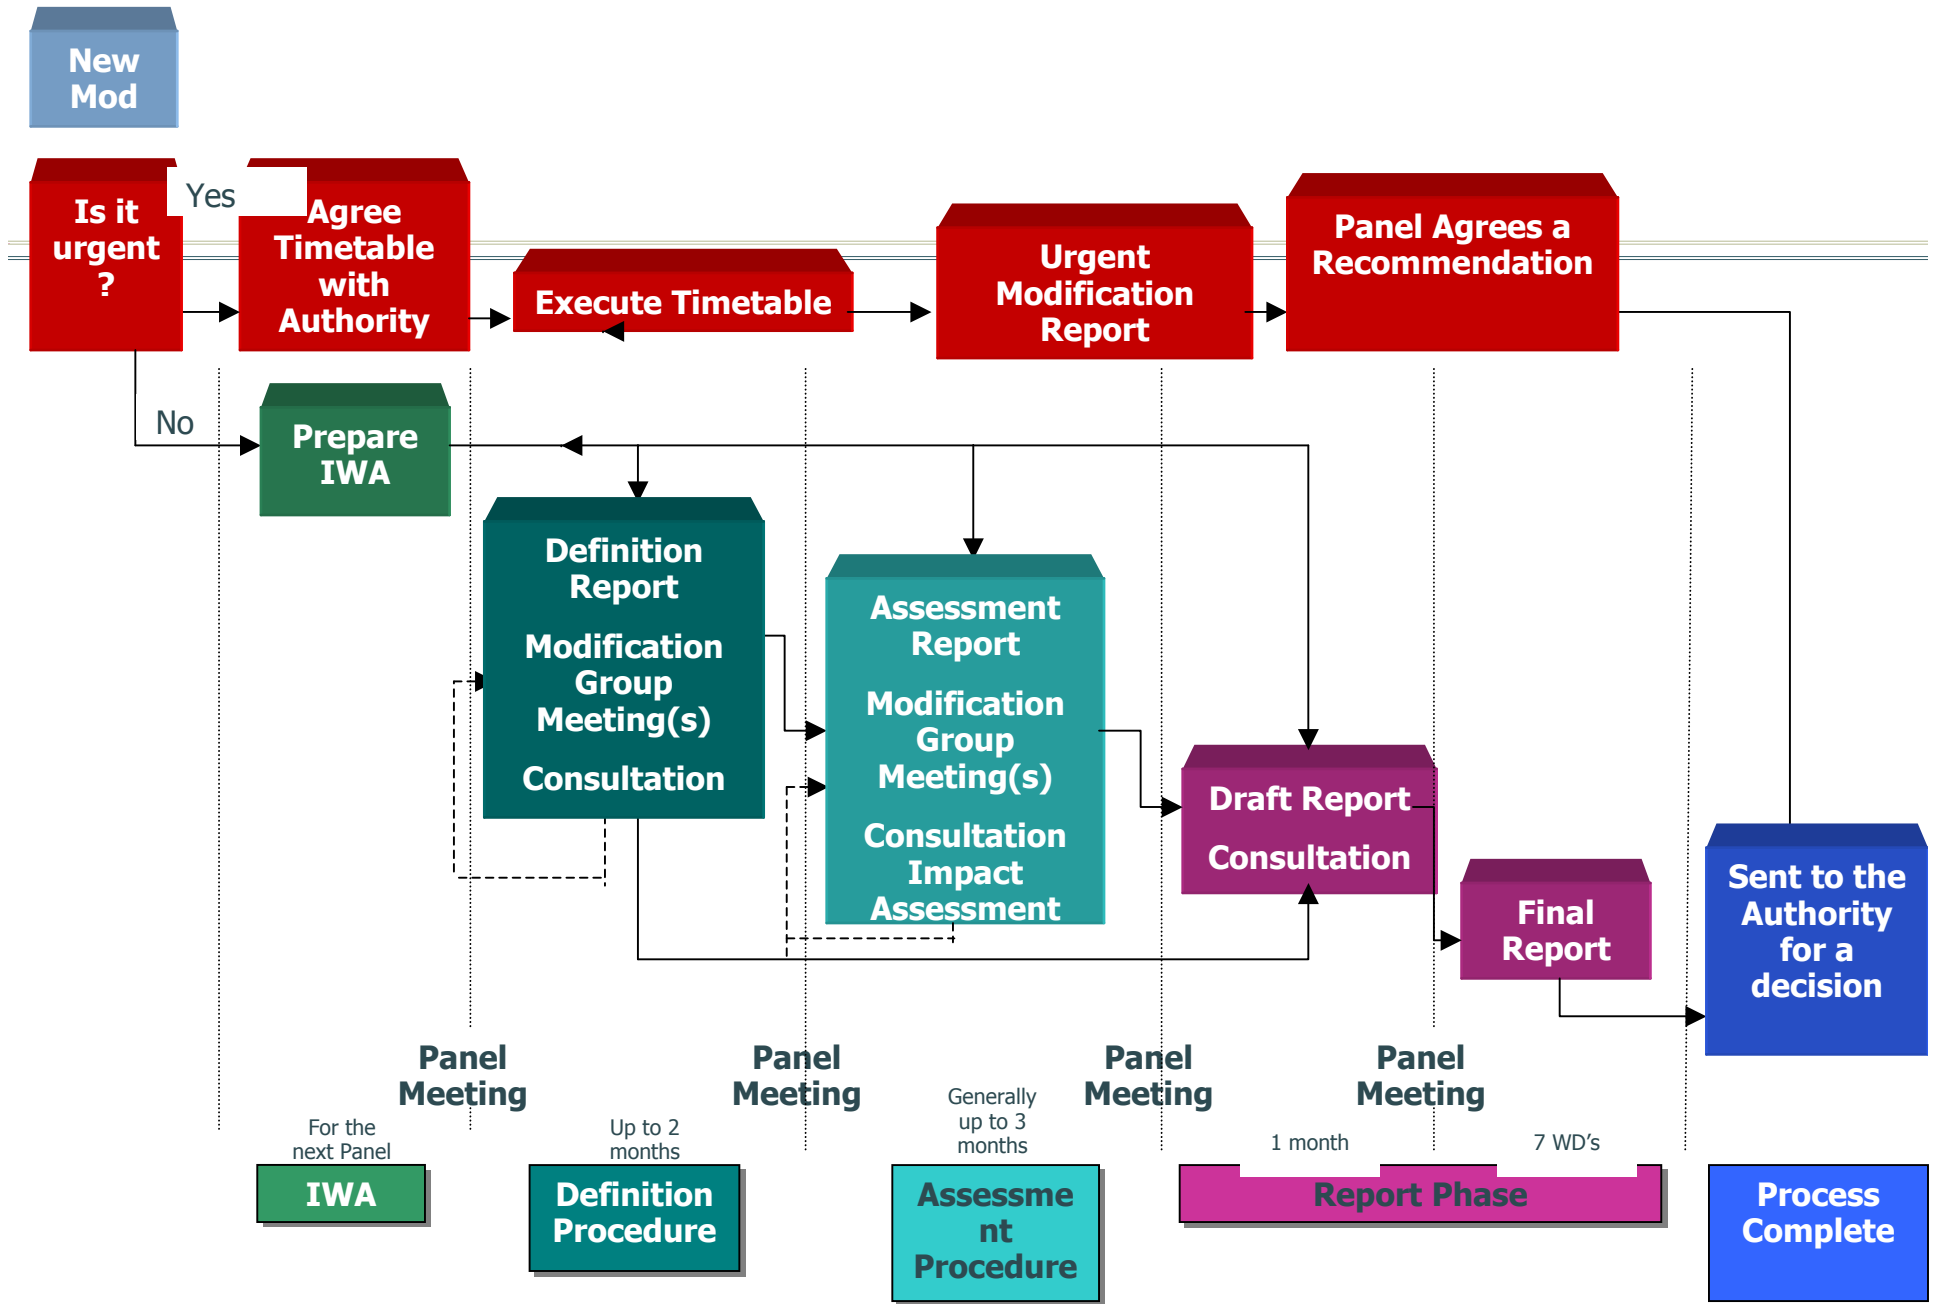 New
Mod
Is it
urgent
?
Yes
Agree
Timetable
with
Authority
Execute Timetable
Urgent
Modification
Report
Panel Agrees a
Recommendation
No
Prepare
IWA
Definition
Report
Modification
Group
Meeting(s)
Consultation
Assessment
Report
Modification
Group
Meeting(s)
Consultation
Impact
Assessment
Draft Report
Consultation
Final
Report
Sent to the
Authority
for a
decision
Panel
Meeting
Panel
Meeting
Panel
Meeting
Panel
Meeting
For the
next Panel
Up to 2
months
Generally
up to 3
months
1 month
7 WD's
IWA
Definition
Procedure
Assessme
nt
Procedure
Report Phase
Process
Complete